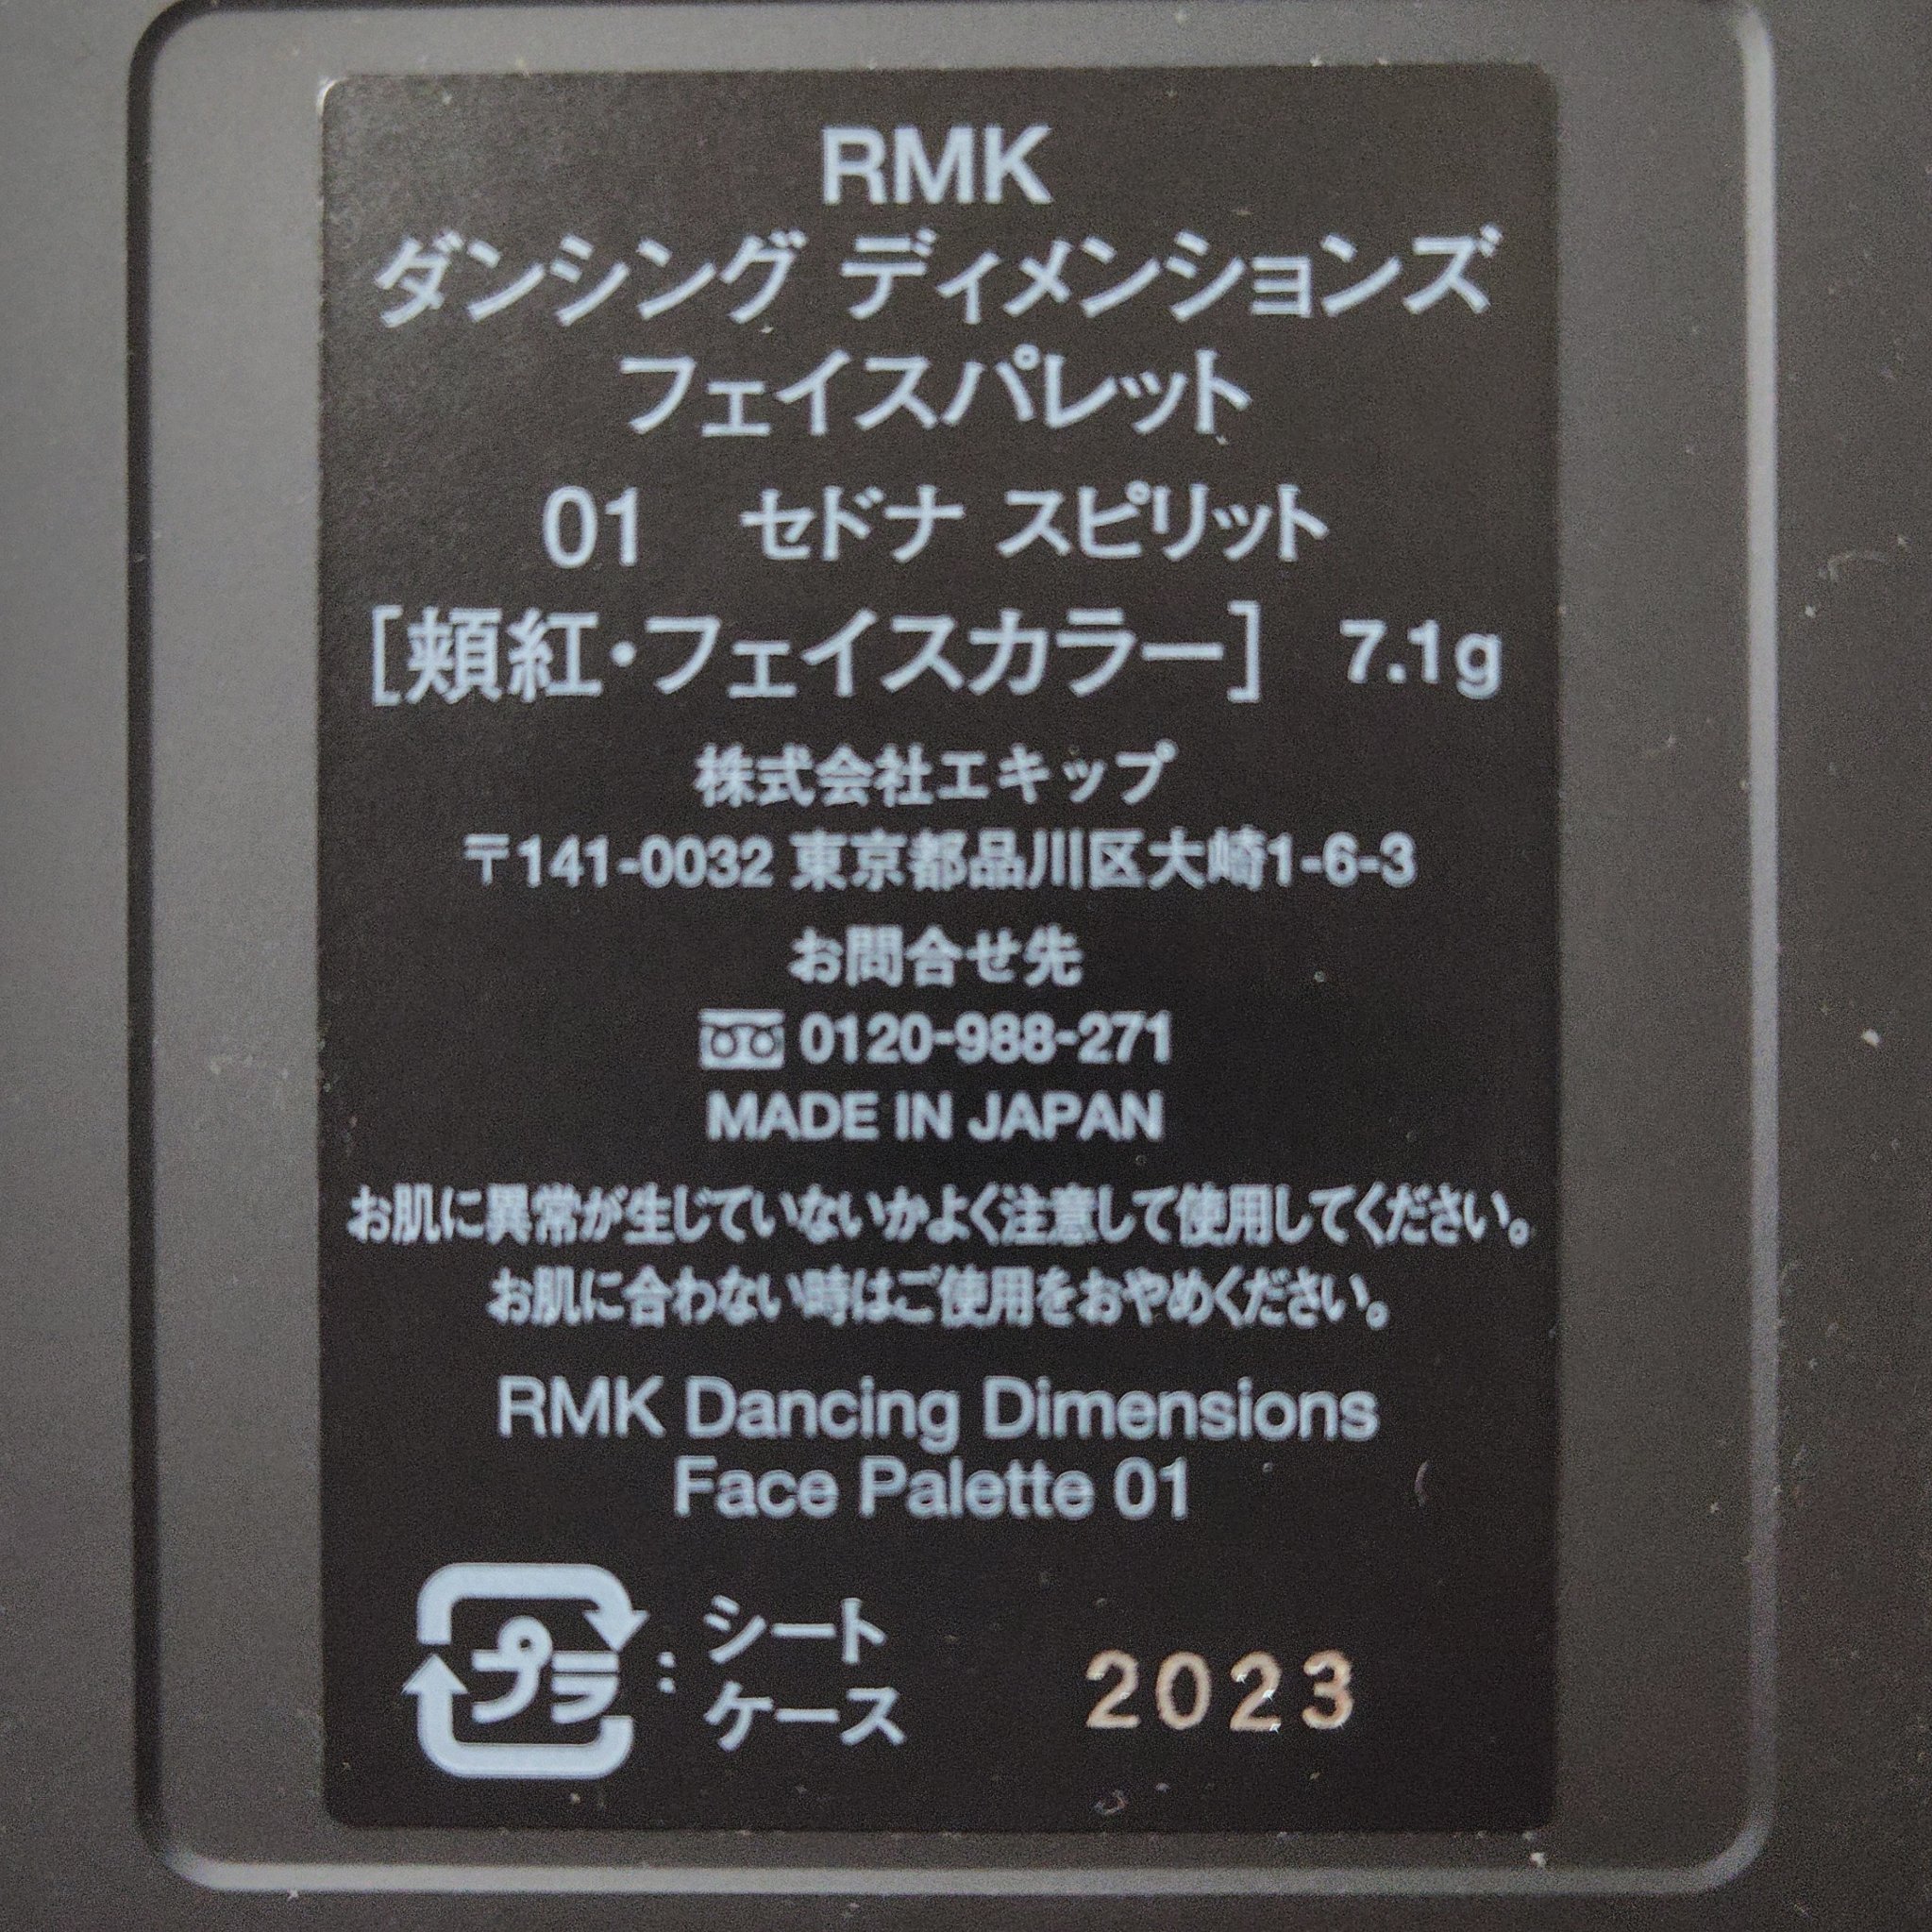 RMK
ダンシング ディメンションズ
フェイスパレット
01　セドナ スピリット
[頬紅・フェイスカラー] 7.1g
株式会社エキップ
〒141-0032 東京都品川区大崎1-6-3
お問合せ先
0120-988-271
MADE IN JAPAN
お肌に異常が生じていないかよく注意して使用してください。
お肌に合わない時はご使用をおやめください。
RMK Dancing Dimensions
Face Palette 01
プラ : シート
ケース
2023